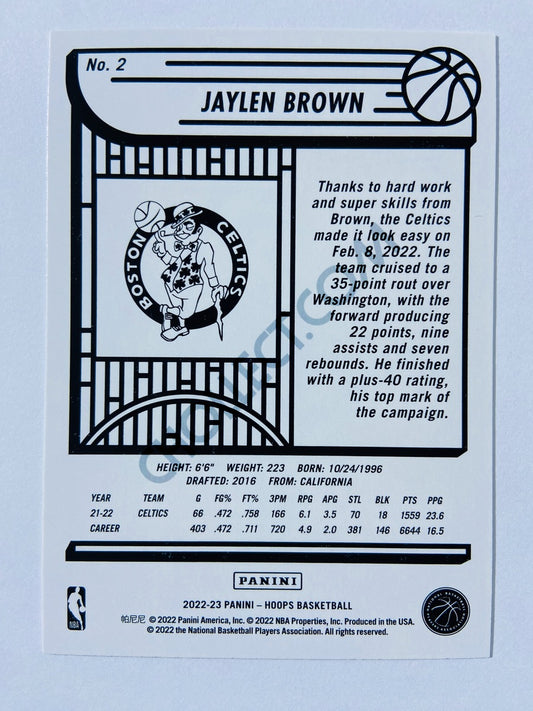 No. 2
JAYLEN BROWN
BOSTON CELTICS
Thanks to hard work
and super skills from
Brown, the Celtics
made it look easy on
Feb. 6, 2022. The
team cruised to a
35-point rout over
Washington, with the
forward producing
22 points, nine
assists and seven
rebounds. He finished
with a plus-40 rating,
his top mark of
the campaign.
HEIGHT: 6'6" WEIGHT: 223 BORN: 10/24/1996
DRAFTED: 2016 FROM: CALIFORNIA
YEAR TEAM G FG% FT% 3PM RPG APG STL BLK PTS PPG
21-22 CELTICS 66 .472 .758 166 6.1 3.5 70 18 1559 23.6
CAREER 403 .472 .711 720 4.9 2.0 381 146 6644 16.5
PANINI
2022-23 PANINI – HOOPS BASKETBALL
帕尼尼 © 2022 Panini America, Inc. © 2022 NBA Properties, Inc. Produced in the USA.
© 2022 the National Basketball Players Association. All rights reserved.
NBA